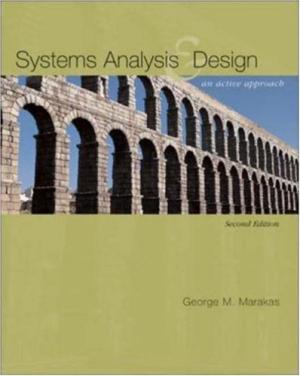 Systems Analysis & Design
an active approach
Second Edition
George M. Marakas